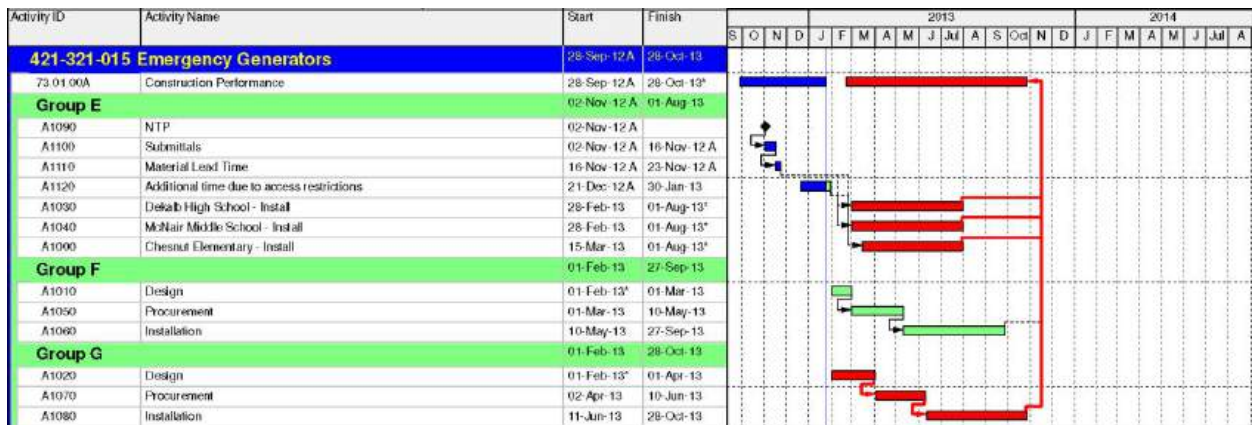 Activity ID Activity Name Start Finish 2013 2014
S O N D J F M A M J Jul A S Oct N D J F M A M J Jul A
421-321-015 Emergency Generators 28-Sep-12 A 28-Oct-13
73.01.00A Construction Performance 28-Sep-12 A 28-Oct-13*
Group E 02-Nov-12 A 01-Aug-13
A1090 NTP 02-Nov-12 A
A1100 Submittals 02-Nov-12 A 16-Nov-12 A
A1110 Material Lead Time 16-Nov-12 A 23-Nov-12 A
A1120 Additional time due to access restrictions 21-Dec-12 A 30-Jan-13
A1030 Dekalb High School - Install 28-Feb-13 01-Aug-13*
A1040 McNair Middle School - Install 28-Feb-13 01-Aug-13*
A1000 Chesnut Elementary - Install 15-Mar-13 01-Aug-13*
Group F 01-Feb-13 27-Sep-13
A1010 Design 01-Feb-13* 01-Mar-13
A1050 Procurement 01-Mar-13 10-May-13
A1060 Installation 10-May-13 27-Sep-13
Group G 01-Feb-13 28-Oct-13
A1020 Design 01-Feb-13* 01-Apr-13
A1070 Procurement 02-Apr-13 10-Jun-13
A1080 Installation 11-Jun-13 28-Oct-13